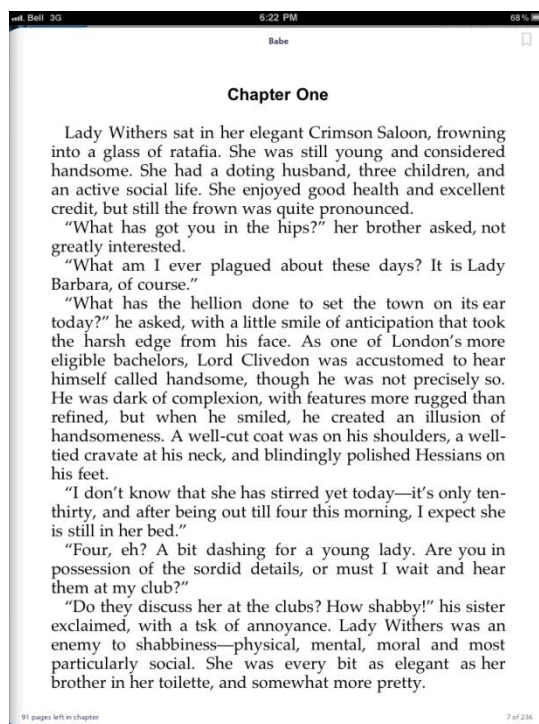 Bell 3G 6:22 PM 68%
Babe
Chapter One
Lady Withers sat in her elegant Crimson Saloon, frowning
into a glass of ratafia. She was still young and considered
handsome. She had a doting husband, three children, and
an active social life. She enjoyed good health and excellent
credit, but still the frown was quite pronounced.
“What has got you in the hips?” her brother asked, not
greatly interested.
“What am I ever plagued about these days? It is Lady
Barbara, of course.”
“What has the hellion done to set the town on its ear
today?” he asked, with a little smile of anticipation that took
the harsh edge from his face. As one of London’s more
eligible bachelors, Lord Clivedon was accustomed to hear
himself called handsome, though he was not precisely so.
He was dark of complexion, with features more rugged than
refined, but when he smiled, he created an illusion of
handsomeness. A well-cut coat was on his shoulders, a well-
tied cravate at his neck, and blindingly polished Hessians on
his feet.
“I don’t know that she has stirred yet today—it’s only ten-
thirty, and after being out till four this morning, I expect she
is still in her bed.”
“Four, eh? A bit dashing for a young lady. Are you in
possession of the sordid details, or must I wait and hear
them at my club?”
“Do they discuss her at the clubs? How shabby!” his sister
exclaimed, with a tsk of annoyance. Lady Withers was an
enemy to shabbiness—physical, mental, moral and most
particularly social. She was every bit as elegant as her
brother in her toilette, and somewhat more pretty.
91 pages left in chapter 7 of 236